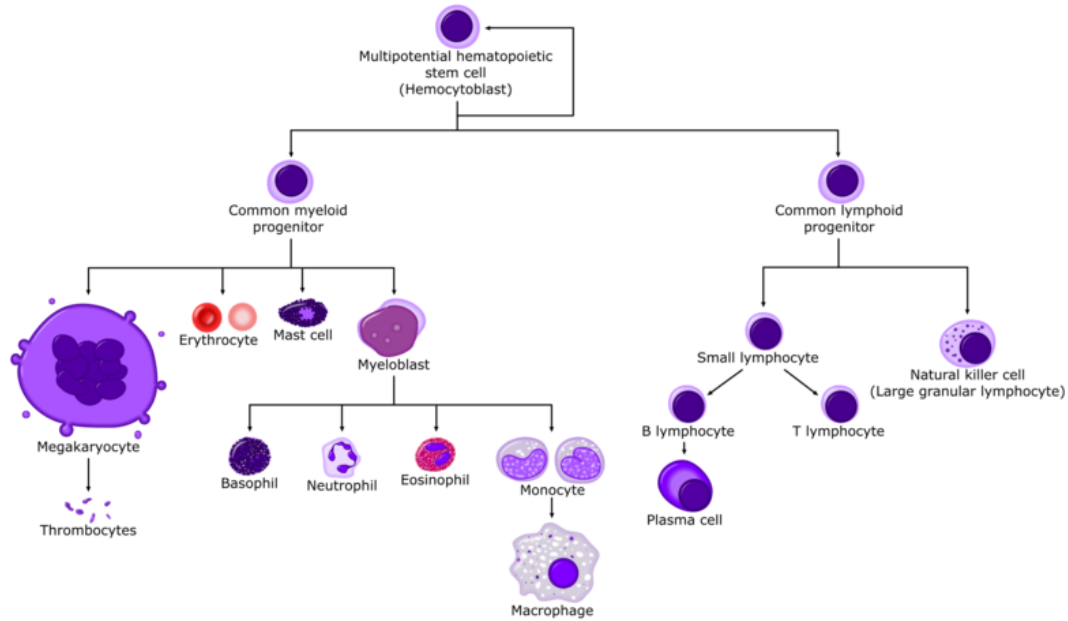 Multipotential hematopoietic
stem cell
(Hemocytoblast)
Common myeloid
progenitor
Common lymphoid
progenitor
Erythrocyte
Mast cell
Myeloblast
Small lymphocyte
Natural killer cell
(Large granular lymphocyte)
Megakaryocyte
B lymphocyte
T lymphocyte
Basophil
Neutrophil
Eosinophil
Monocyte
Plasma cell
Thrombocytes
Macrophage